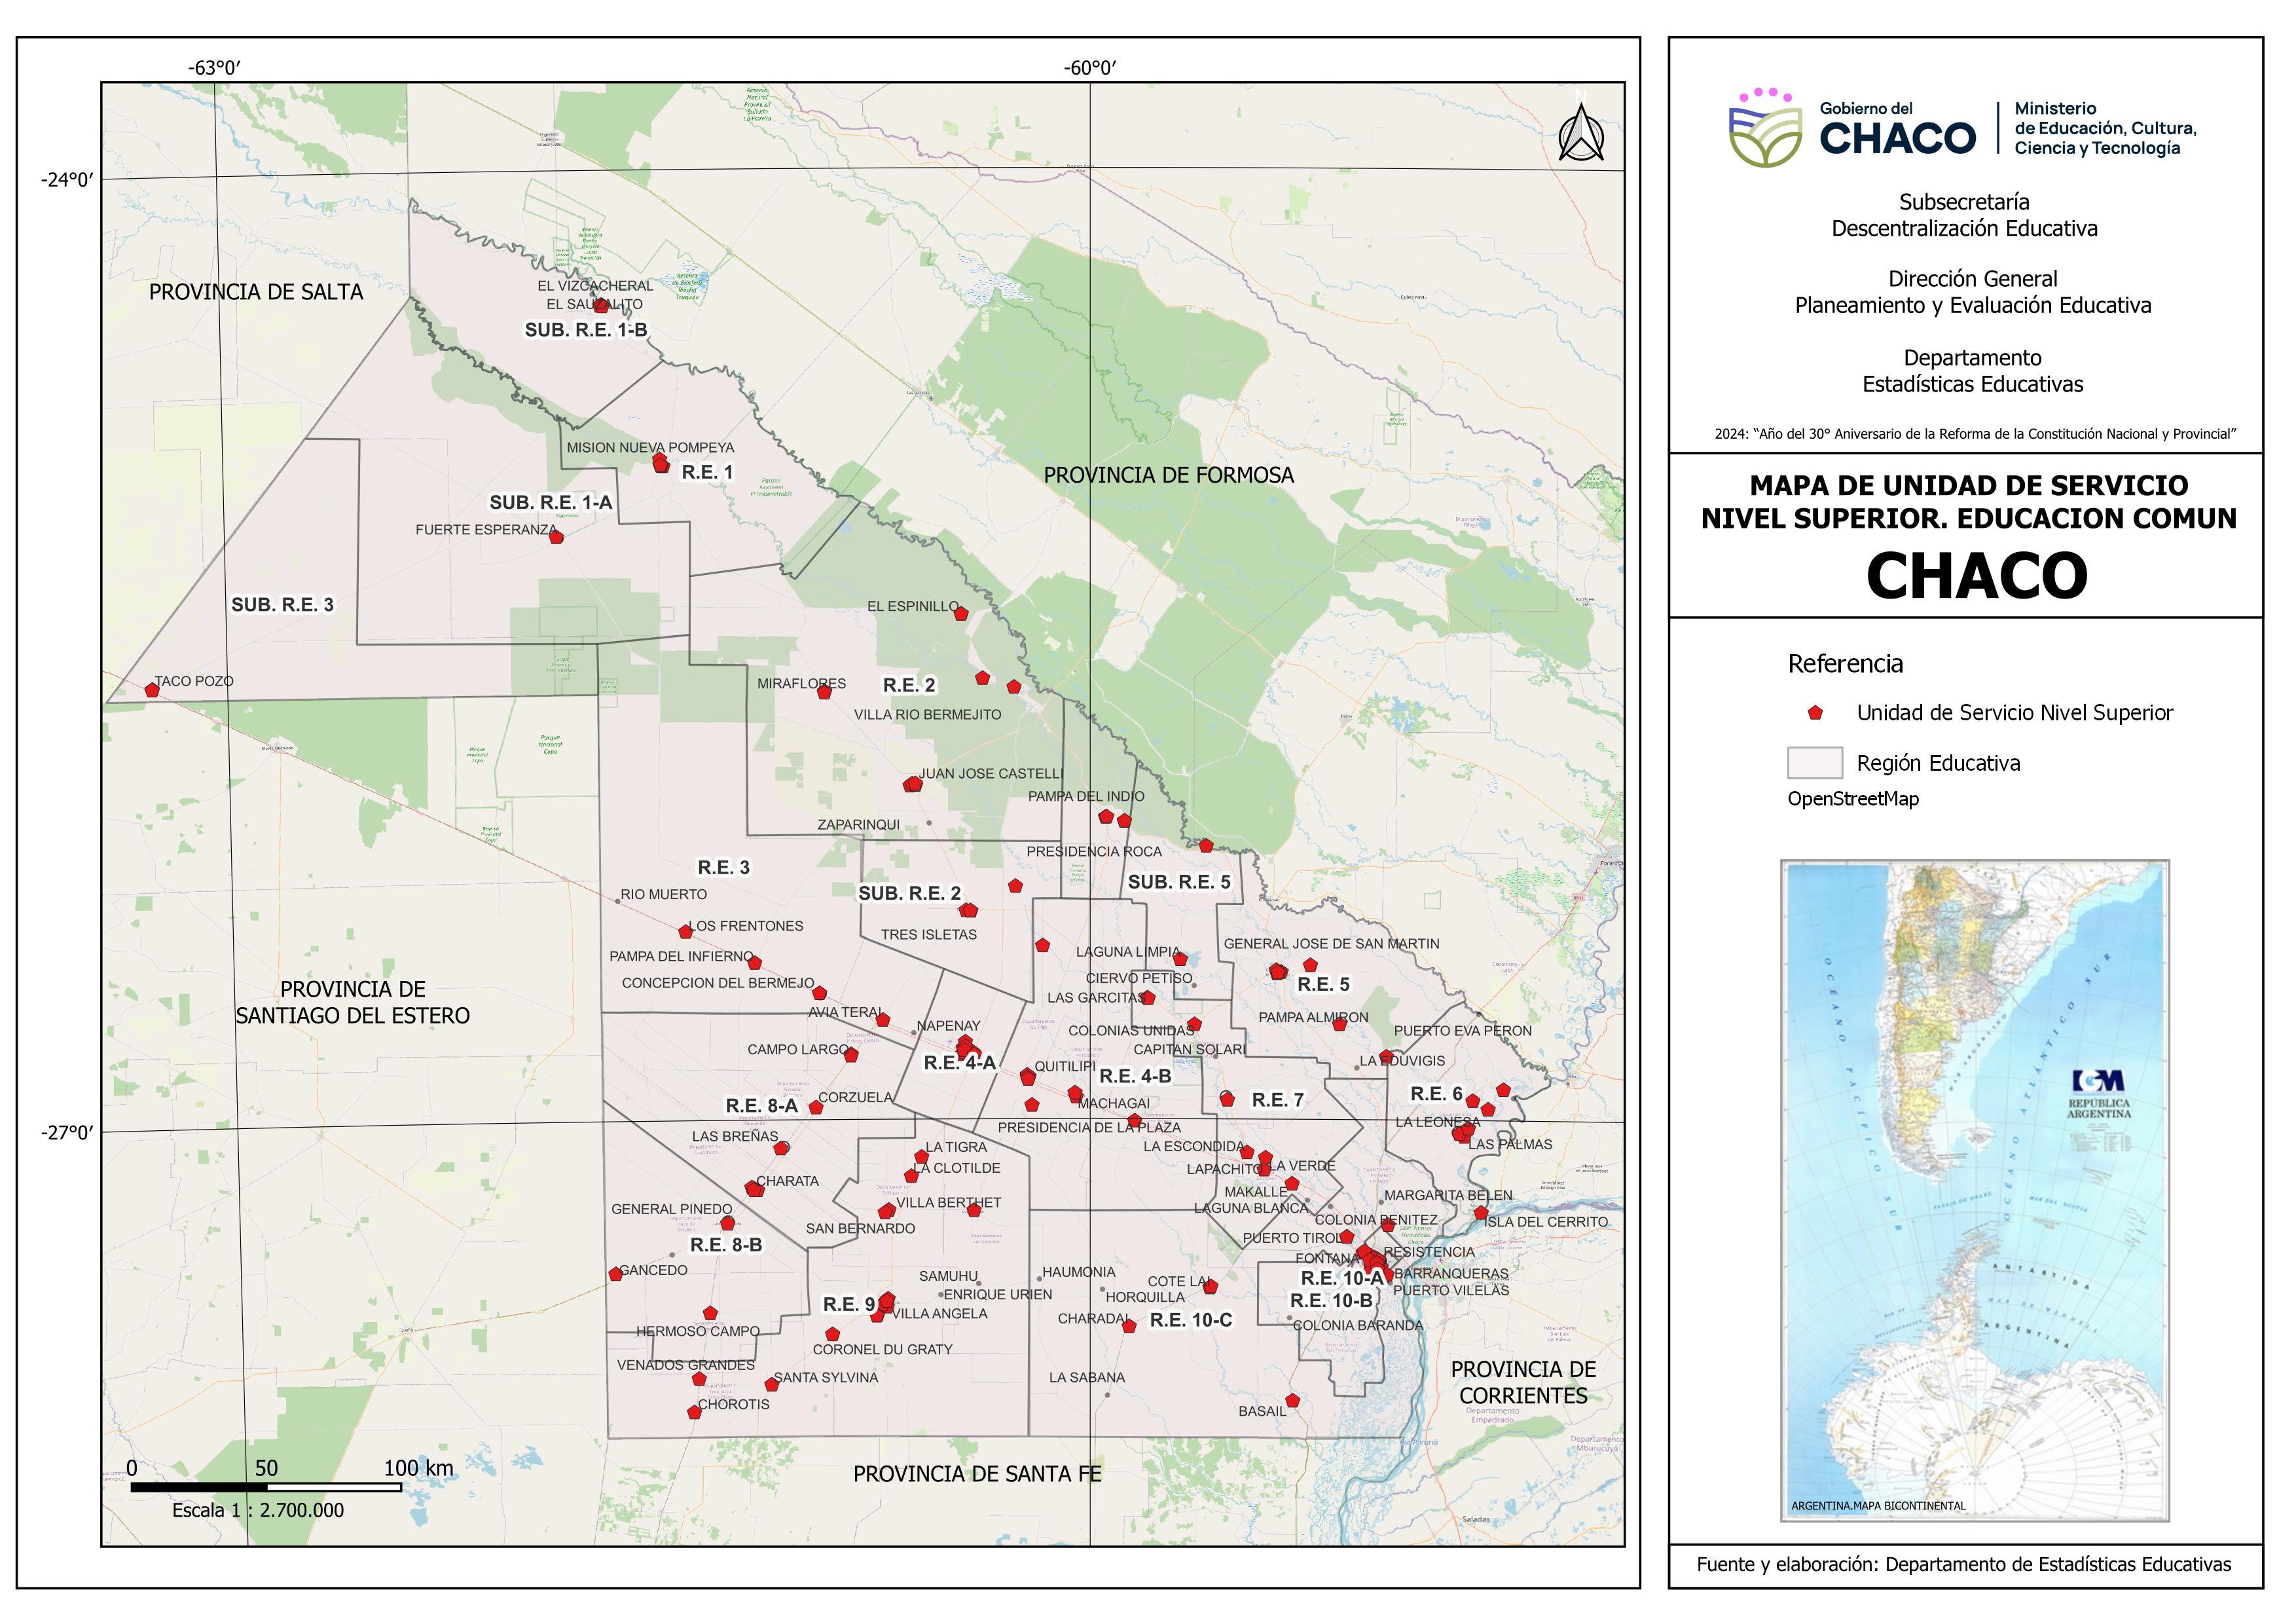 -63°0'
-60°0'
-24°0'
-27°0'
N
PROVINCIA DE SALTA
EL VIZCACHERAL
EL SAUZALITO
SUB. R.E. 1-B
MISION NUEVA POMPEYA
R.E. 1
PROVINCIA DE FORMOSA
SUB. R.E. 1-A
FUERTE ESPERANZA
SUB. R.E. 3
EL ESPINILLO
TACO POZO
MIRAFLORES
R.E. 2
VILLA RIO BERMEJITO
JUAN JOSE CASTELLI
PAMPA DEL INDIO
ZAPARINQUI
PRESIDENCIA ROCA
R.E. 3
SUB. R.E. 5
RIO MUERTO
SUB. R.E. 2
LOS FRENTONES
TRES ISLETAS
GENERAL JOSE DE SAN MARTIN
PAMPA DEL INFIERNO
LAGUNA LIMPIA
CONCEPCION DEL BERMEJO
CIERVO PETISO
R.E. 5
PROVINCIA DE
SANTIAGO DEL ESTERO
LAS GARCITAS
AVIA TERAI
NAPENAY
PAMPA ALMIRON
COLONIAS UNIDAS
PUERTO EVA PERON
CAMPO LARGO
CAPITAN SOLARI
R.E. 4-A
QUITILIPI
R.E. 4-B
LA EDUVIGIS
CORZUELA
R.E. 8-A
MACHAGAI
R.E. 7
R.E. 6
PRESIDENCIA DE LA PLAZA
LA LEONESA
LAS BREÑAS
LAS PALMAS
LA TIGRA
LA ESCONDIDA
LA CLOTILDE
LAPACHITO
LA VERDE
CHARATA
MAKALLE
MARGARITA BELEN
GENERAL PINEDO
VILLA BERTHET
LAGUNA BLANCA
SAN BERNARDO
COLONIA BENITEZ
ISLA DEL CERRITO
R.E. 8-B
PUERTO TIROL
FONTANA
RESISTENCIA
GANCEDO
SAMUHU
HAUMONIA
COTE LAI
R.E. 10-A
BARRANQUERAS
ENRIQUE URIEN
HORQUILLA
PUERTO VILELAS
R.E. 9
VILLA ANGELA
R.E. 10-B
CHARADAI
R.E. 10-C
COLONIA BARANDA
HERMOSO CAMPO
CORONEL DU GRATY
VENADOS GRANDES
SANTA SYLVINA
LA SABANA
PROVINCIA DE
CORRIENTES
CHOROTIS
BASAIL
PROVINCIA DE SANTA FE
Saladas
0 50 100 km
Escala 1 : 2.700.000
Gobierno del
CHACO
Ministerio
de Educación, Cultura,
Ciencia y Tecnología
Subsecretaría
Descentralización Educativa
Dirección General
Planeamiento y Evaluación Educativa
Departamento
Estadísticas Educativas
2024: “Año del 30° Aniversario de la Reforma de la Constitución Nacional y Provincial”
MAPA DE UNIDAD DE SERVICIO
NIVEL SUPERIOR. EDUCACION COMUN
CHACO
Referencia
Unidad de Servicio Nivel Superior
Región Educativa
OpenStreetMap
OCÉANO PACÍFICO SUR
OCÉANO ATLÁNTICO SUR
IGM
REPÚBLICA
ARGENTINA
ANTÁRTIDA
ARGENTINA
ARGENTINA.MAPA BICONTINENTAL
Fuente y elaboración: Departamento de Estadísticas Educativas